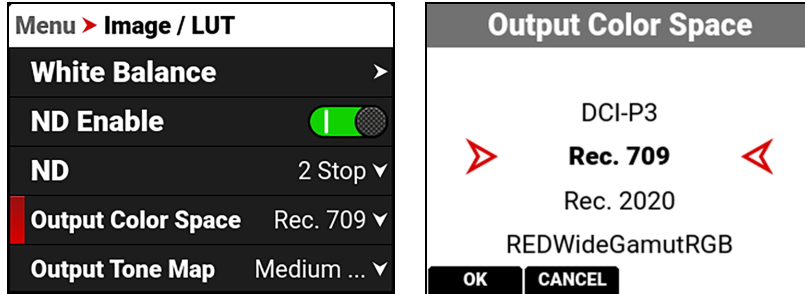 Menu > Image / LUT
White Balance >
ND Enable
ND 2 Stop
Output Color Space Rec. 709
Output Tone Map Medium ...
Output Color Space
DCI-P3
Rec. 709
Rec. 2020
REDWideGamutRGB
OK CANCEL